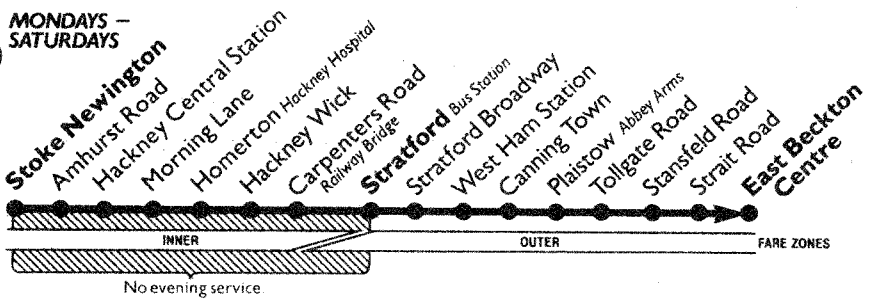 MONDAYS –
SATURDAYS
Stoke Newington
Amhurst Road
Hackney Central Station
Morning Lane
Homerton Hackney Hospital
Hackney Wick
Carpenters Road
Railway Bridge
Stratford Bus Station
Stratford Broadway
West Ham Station
Canning Town
Plaistow Abbey Arms
Tollgate Road
Stansfeld Road
Strait Road
East Beckton
Centre
INNER
OUTER
FARE ZONES
No evening service